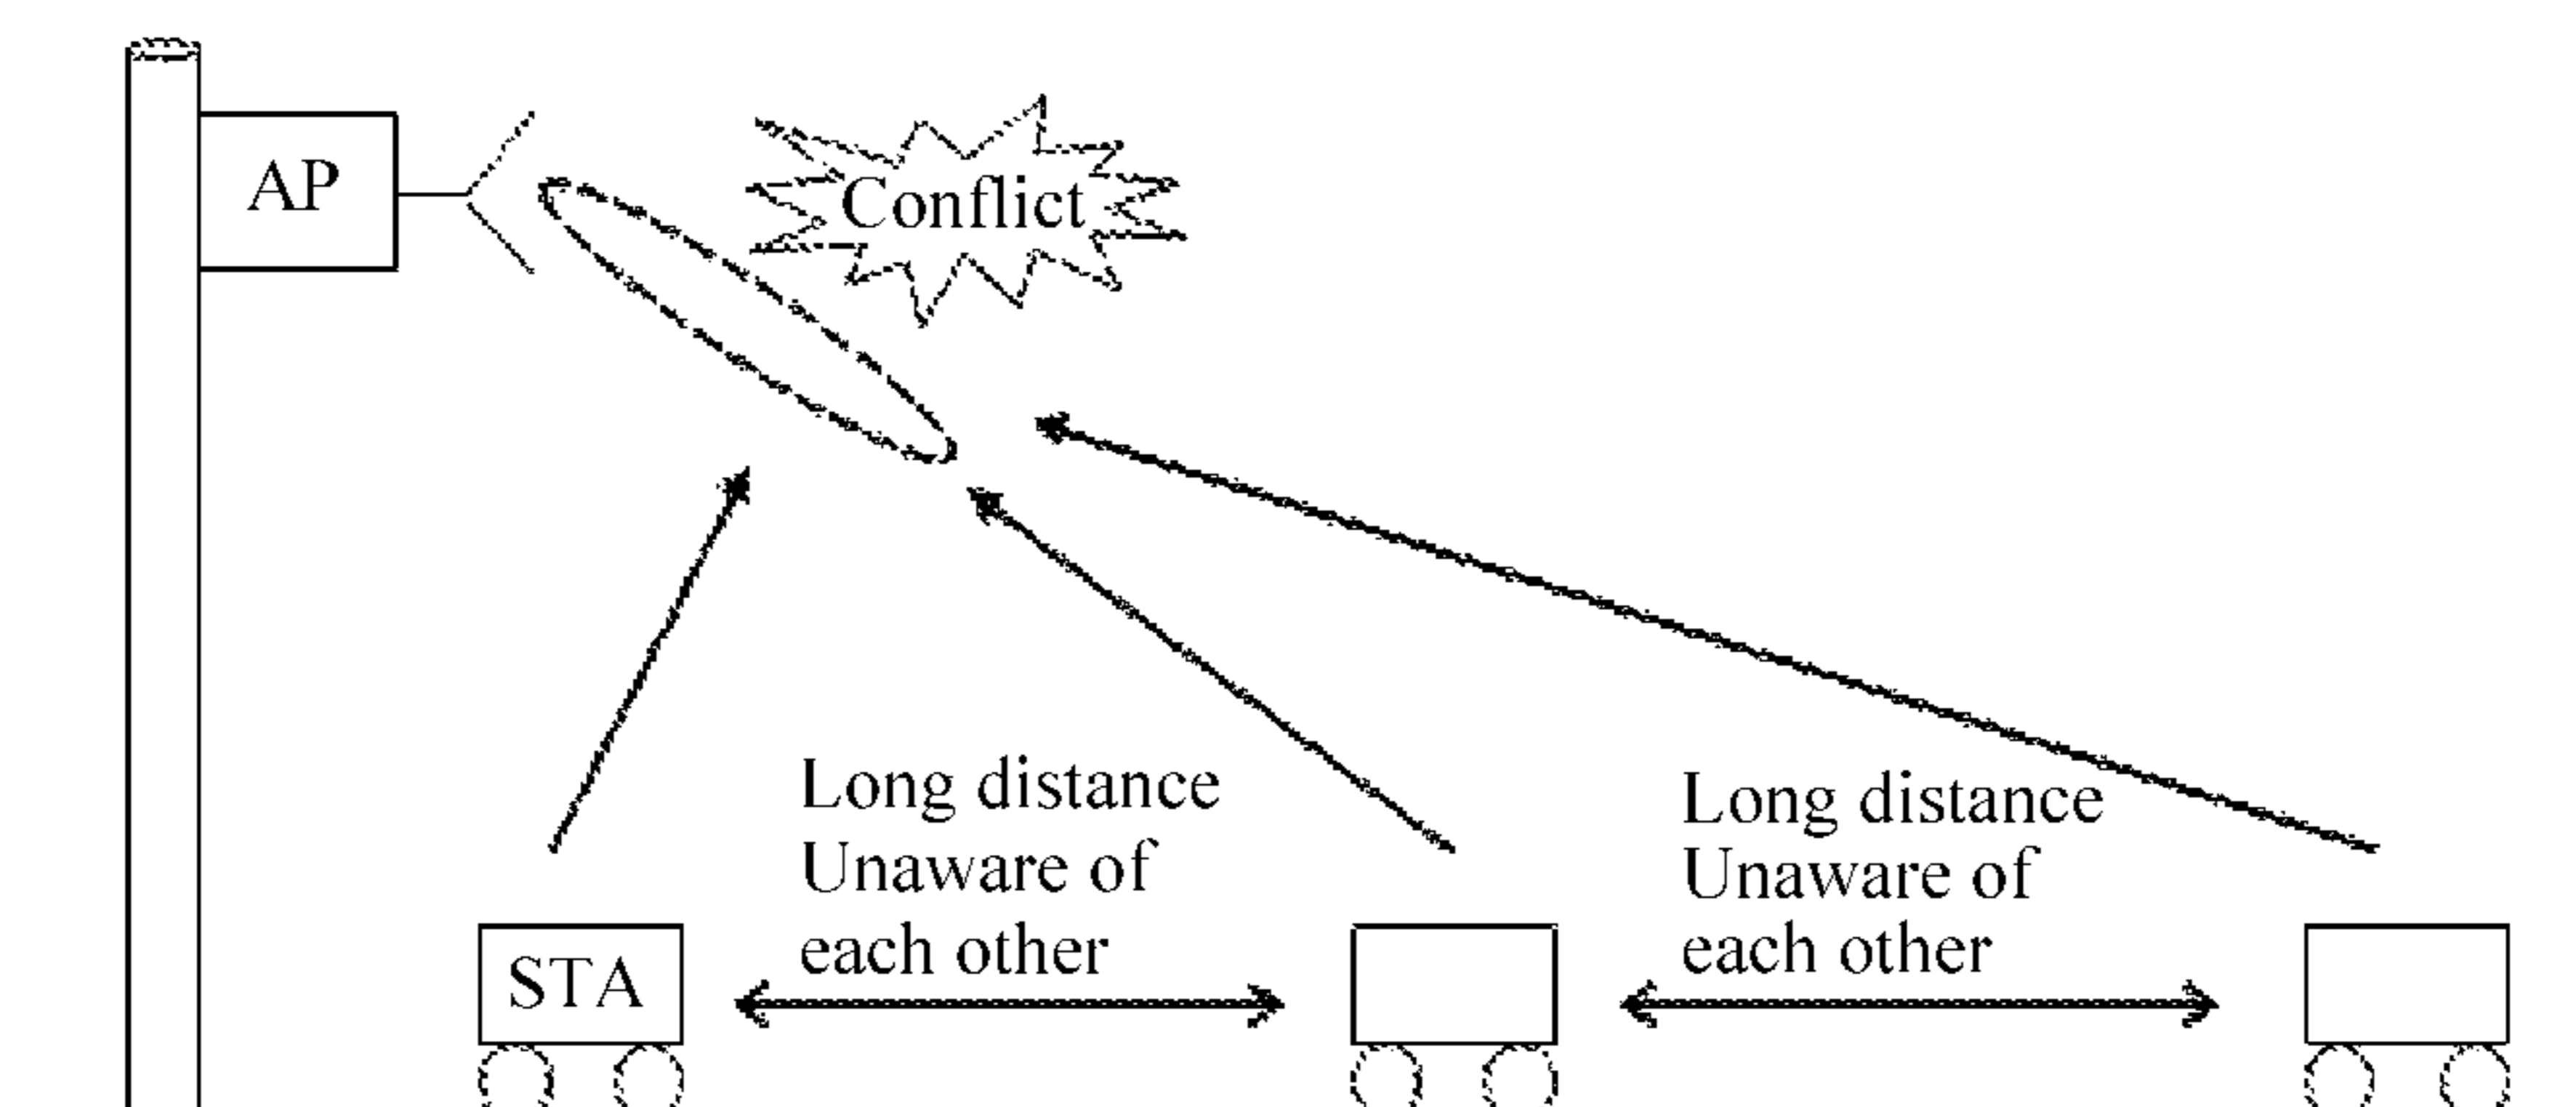 AP
Conflict
Long distance
Unaware of
each other
Long distance
Unaware of
each other
STA